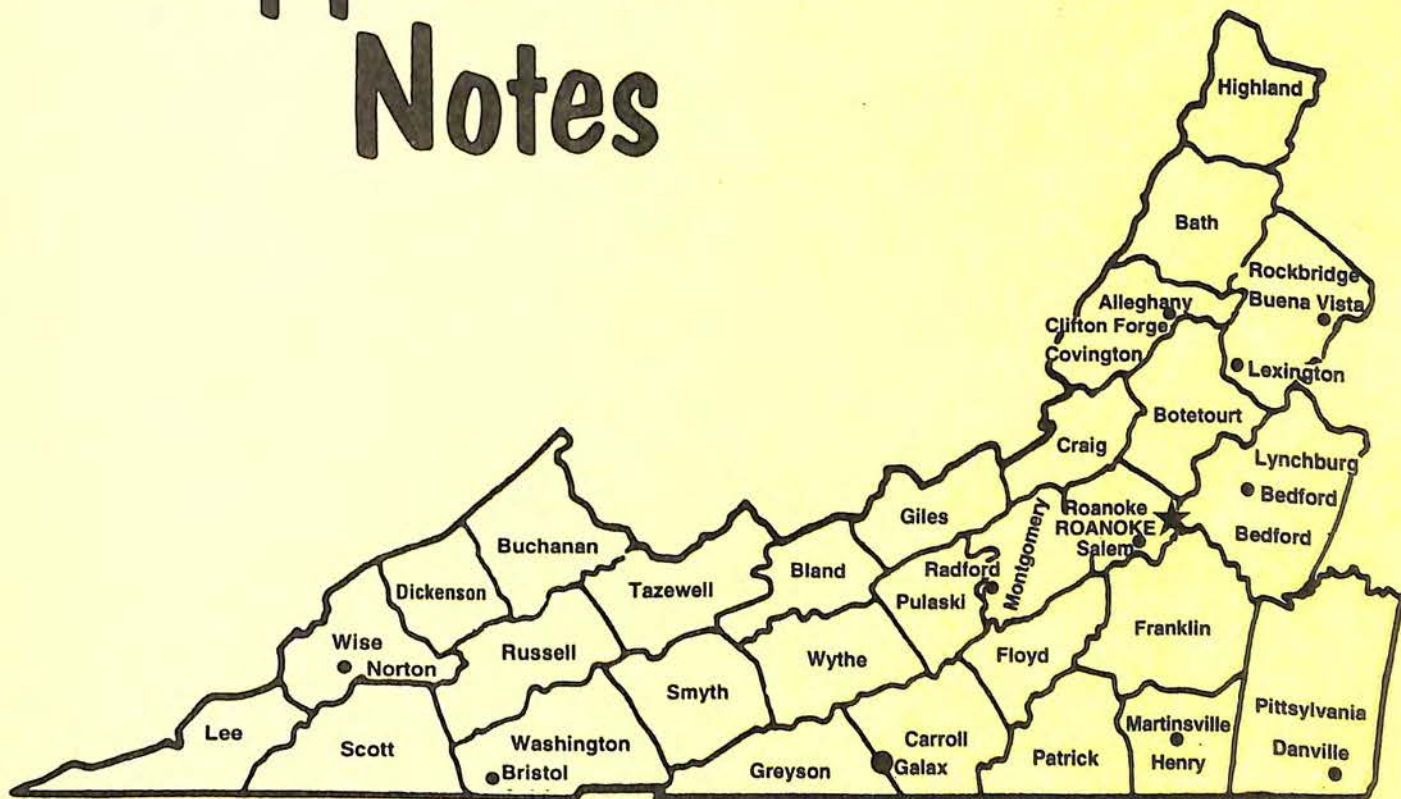 Notes
Highland
Bath
Rockbridge
Alleghany
Buena Vista
Clifton Forge
Covington
Lexington
Botetourt
Craig
Lynchburg
Bedford
Bedford
Giles
Roanoke
ROANOKE
Salem
Montgomery
Buchanan
Bland
Radford
Dickenson
Tazewell
Pulaski
Franklin
Wise
Norton
Russell
Wythe
Floyd
Smyth
Pittsylvania
Lee
Scott
Washington
Bristol
Greyson
Carroll
Galax
Patrick
Martinsville
Henry
Danville